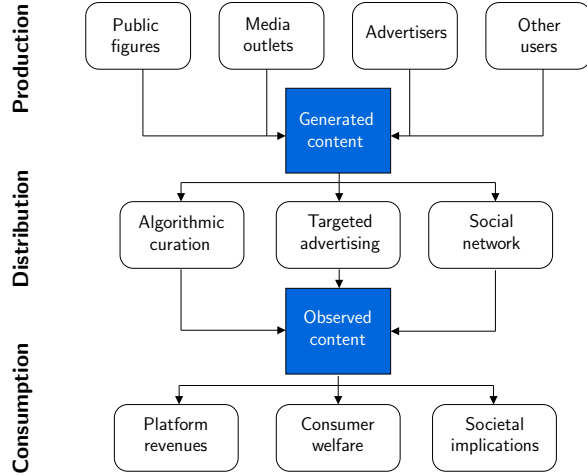 Production
Public
figures
Media
outlets
Advertisers
Other
users
Generated
content
Distribution
Algorithmic
curation
Targeted
advertising
Social
network
Observed
content
Consumption
Platform
revenues
Consumer
welfare
Societal
implications